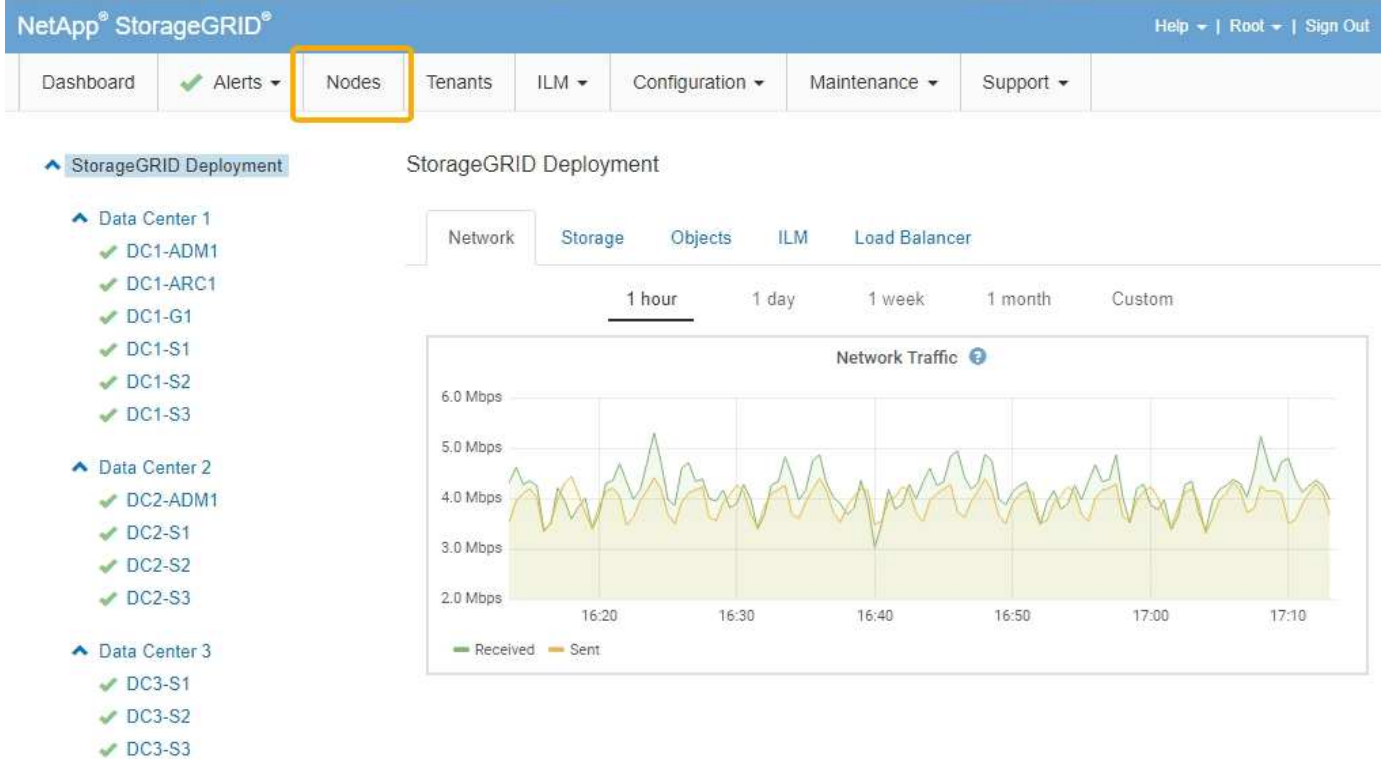 NetApp® StorageGRID®
Help | Root | Sign Out
Dashboard Alerts Nodes Tenants ILM Configuration Maintenance Support
StorageGRID Deployment
Data Center 1
DC1-ADM1
DC1-ARC1
DC1-G1
DC1-S1
DC1-S2
DC1-S3
Data Center 2
DC2-ADM1
DC2-S1
DC2-S2
DC2-S3
Data Center 3
DC3-S1
DC3-S2
DC3-S3
StorageGRID Deployment
Network Storage Objects ILM Load Balancer
1 hour 1 day 1 week 1 month Custom
Network Traffic ?
6.0 Mbps
5.0 Mbps
4.0 Mbps
3.0 Mbps
2.0 Mbps
16:20 16:30 16:40 16:50 17:00 17:10
Received Sent